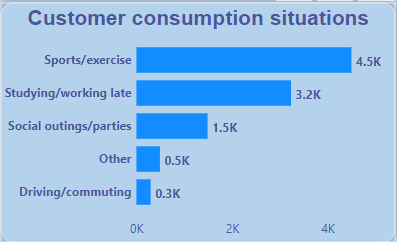 Customer consumption situations
Sports/exercise 4.5K
Studying/working late 3.2K
Social outings/parties 1.5K
Other 0.5K
Driving/commuting 0.3K
0K 2K 4K